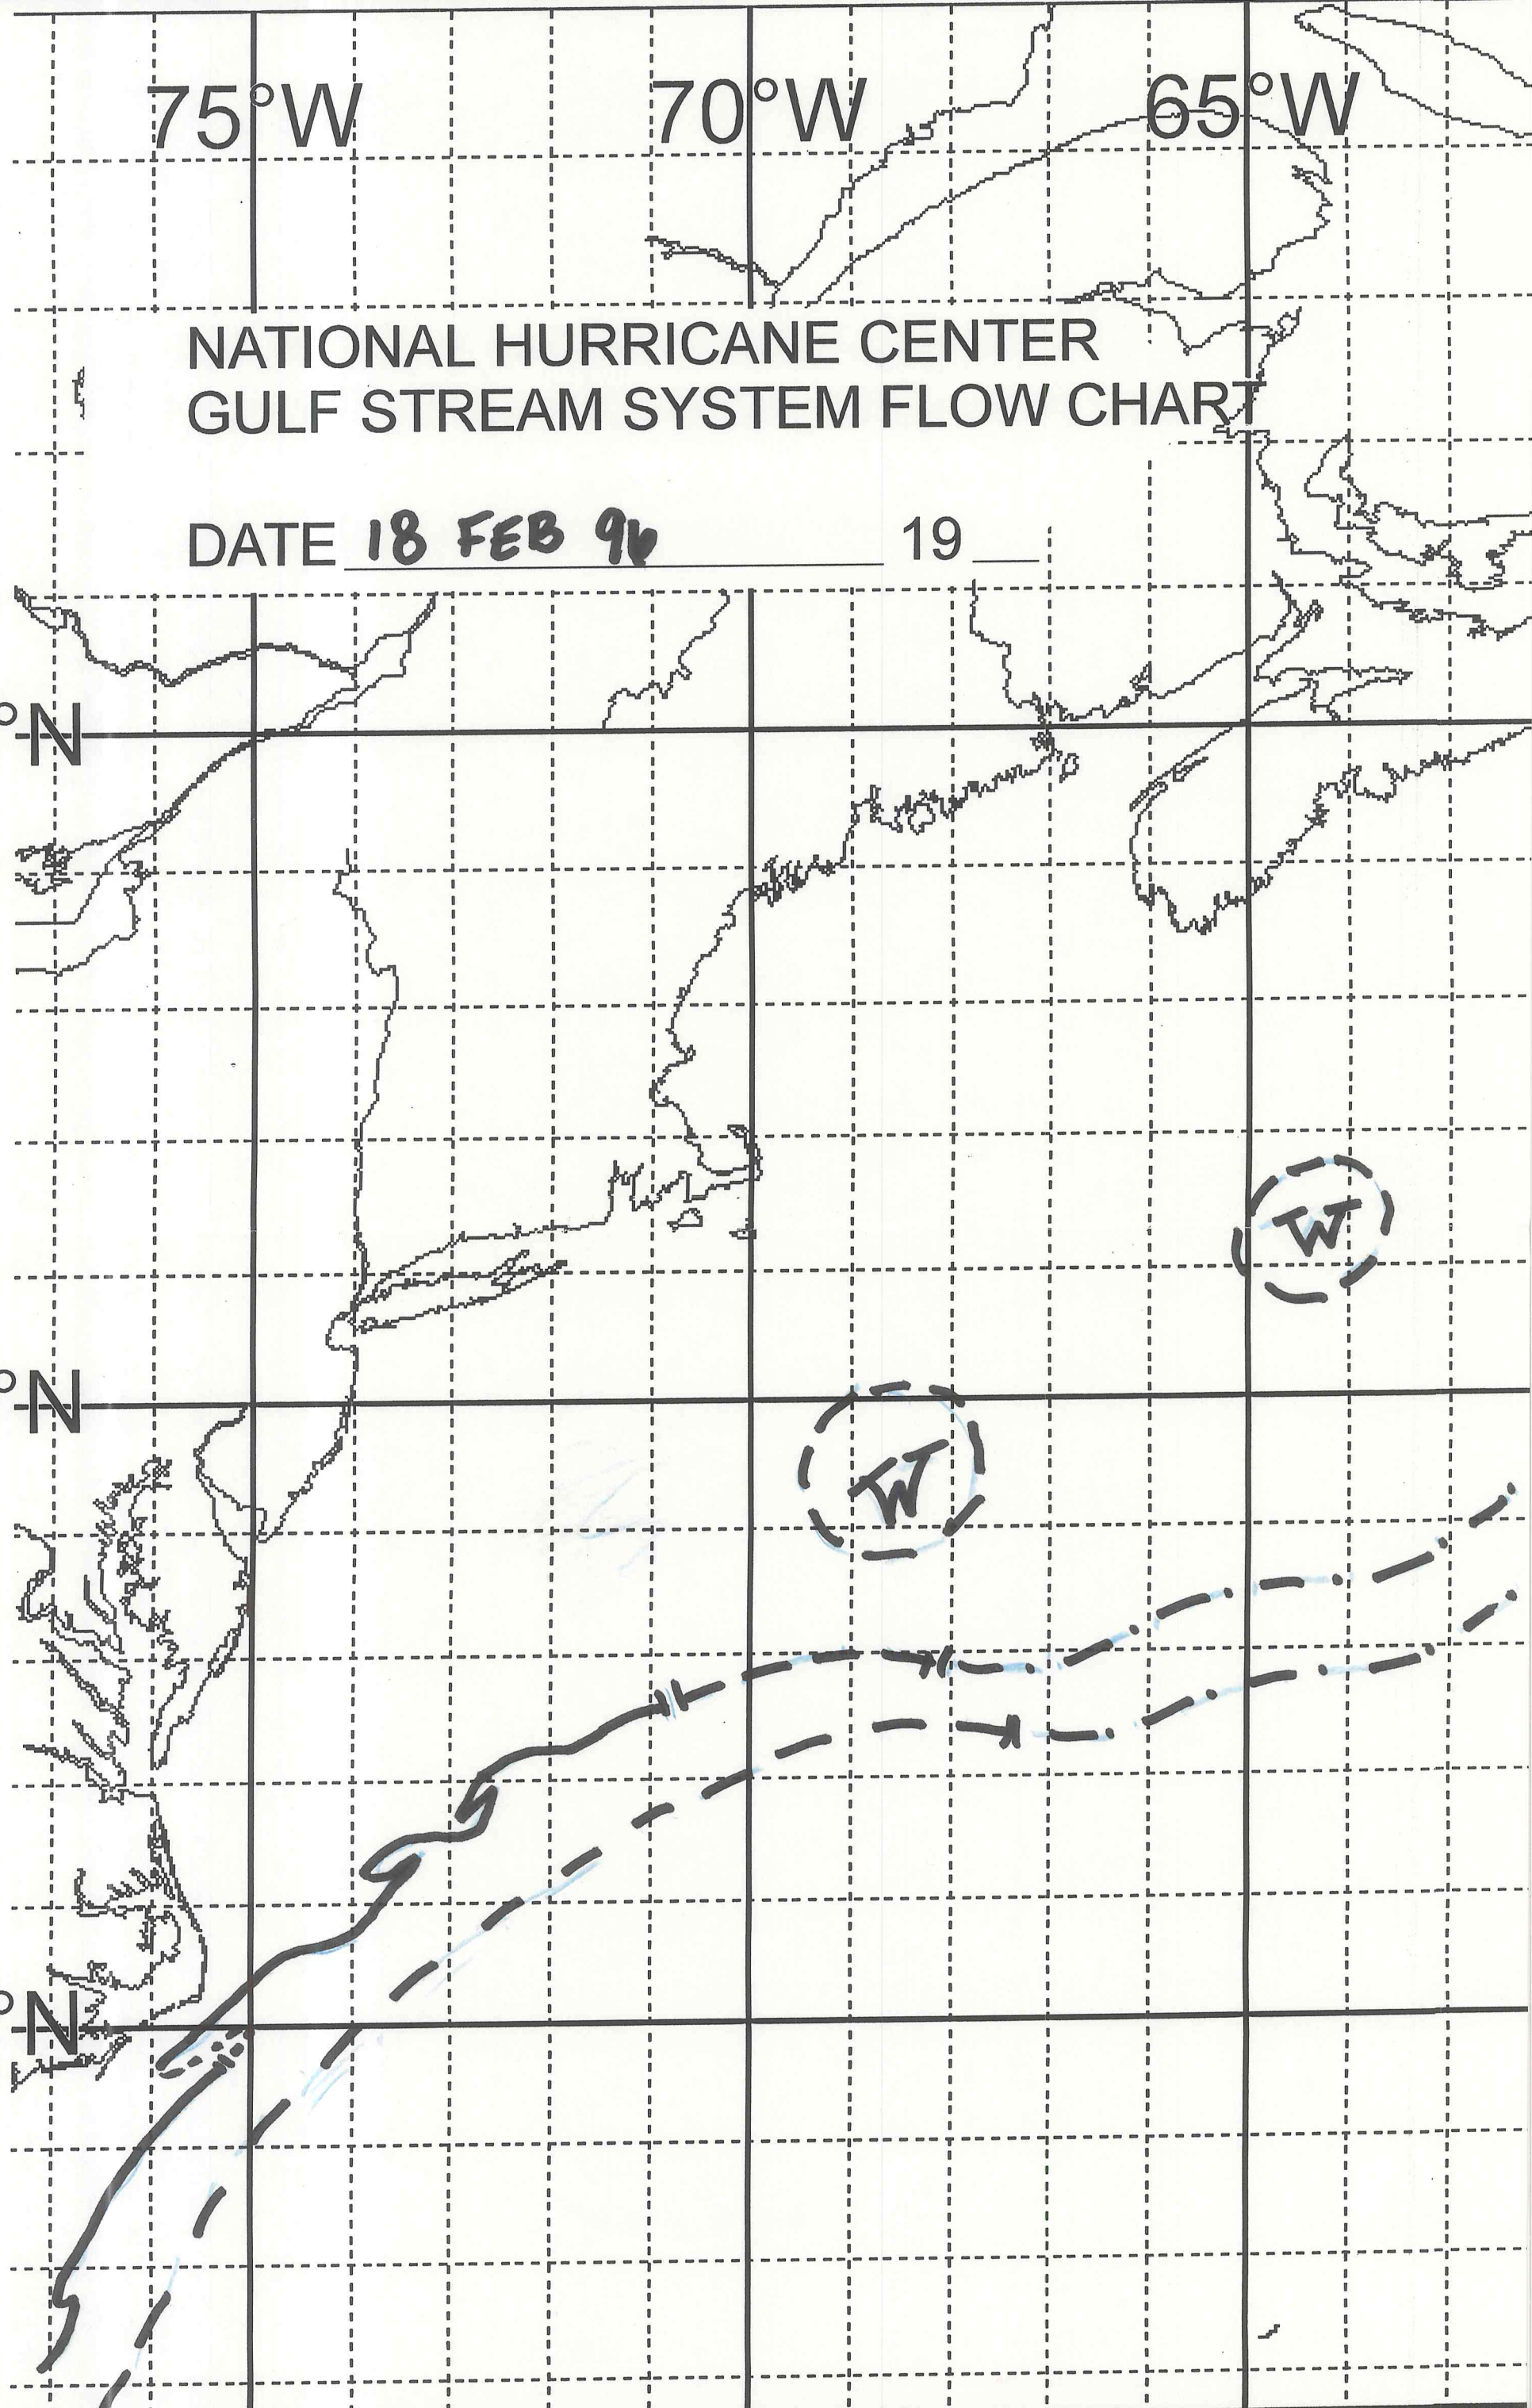 75°W 70°W 65°W
NATIONAL HURRICANE CENTER
GULF STREAM SYSTEM FLOW CHART
DATE 18 FEB 96 19
°N
W
°N
W
°N